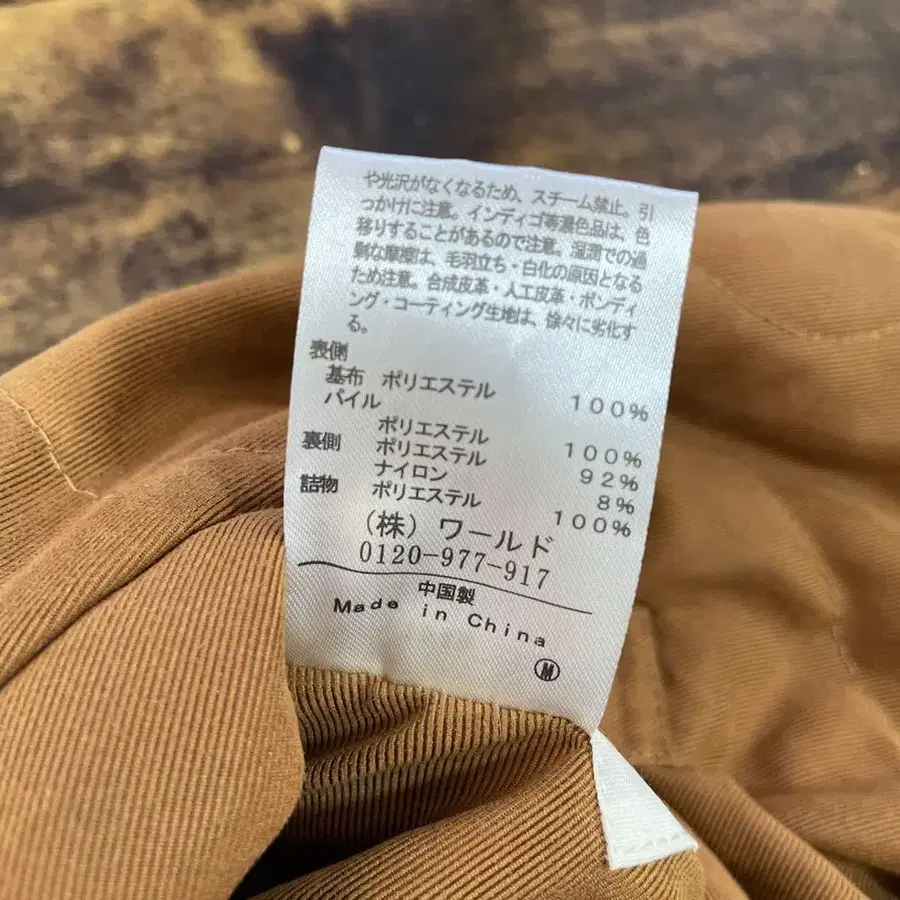 や光沢がなくなるため、スチーム禁止。引
っかけに注意。インディゴ等濃色品は、色
移りすることがあるので注意。湿潤での過
剰な摩擦は、毛羽立ち・白化の原因となる
ため注意。合成皮革・人工皮革・ボンディ
ング・コーティング生地は、徐々に劣化す
る。
表側
基布 ポリエステル 100%
パイル
ポリエステル 100%
裏側 ポリエステル 92%
ナイロン 8%
詰物 ポリエステル 100%
(株)ワールド
0120-977-917
中国製
Made in China
M